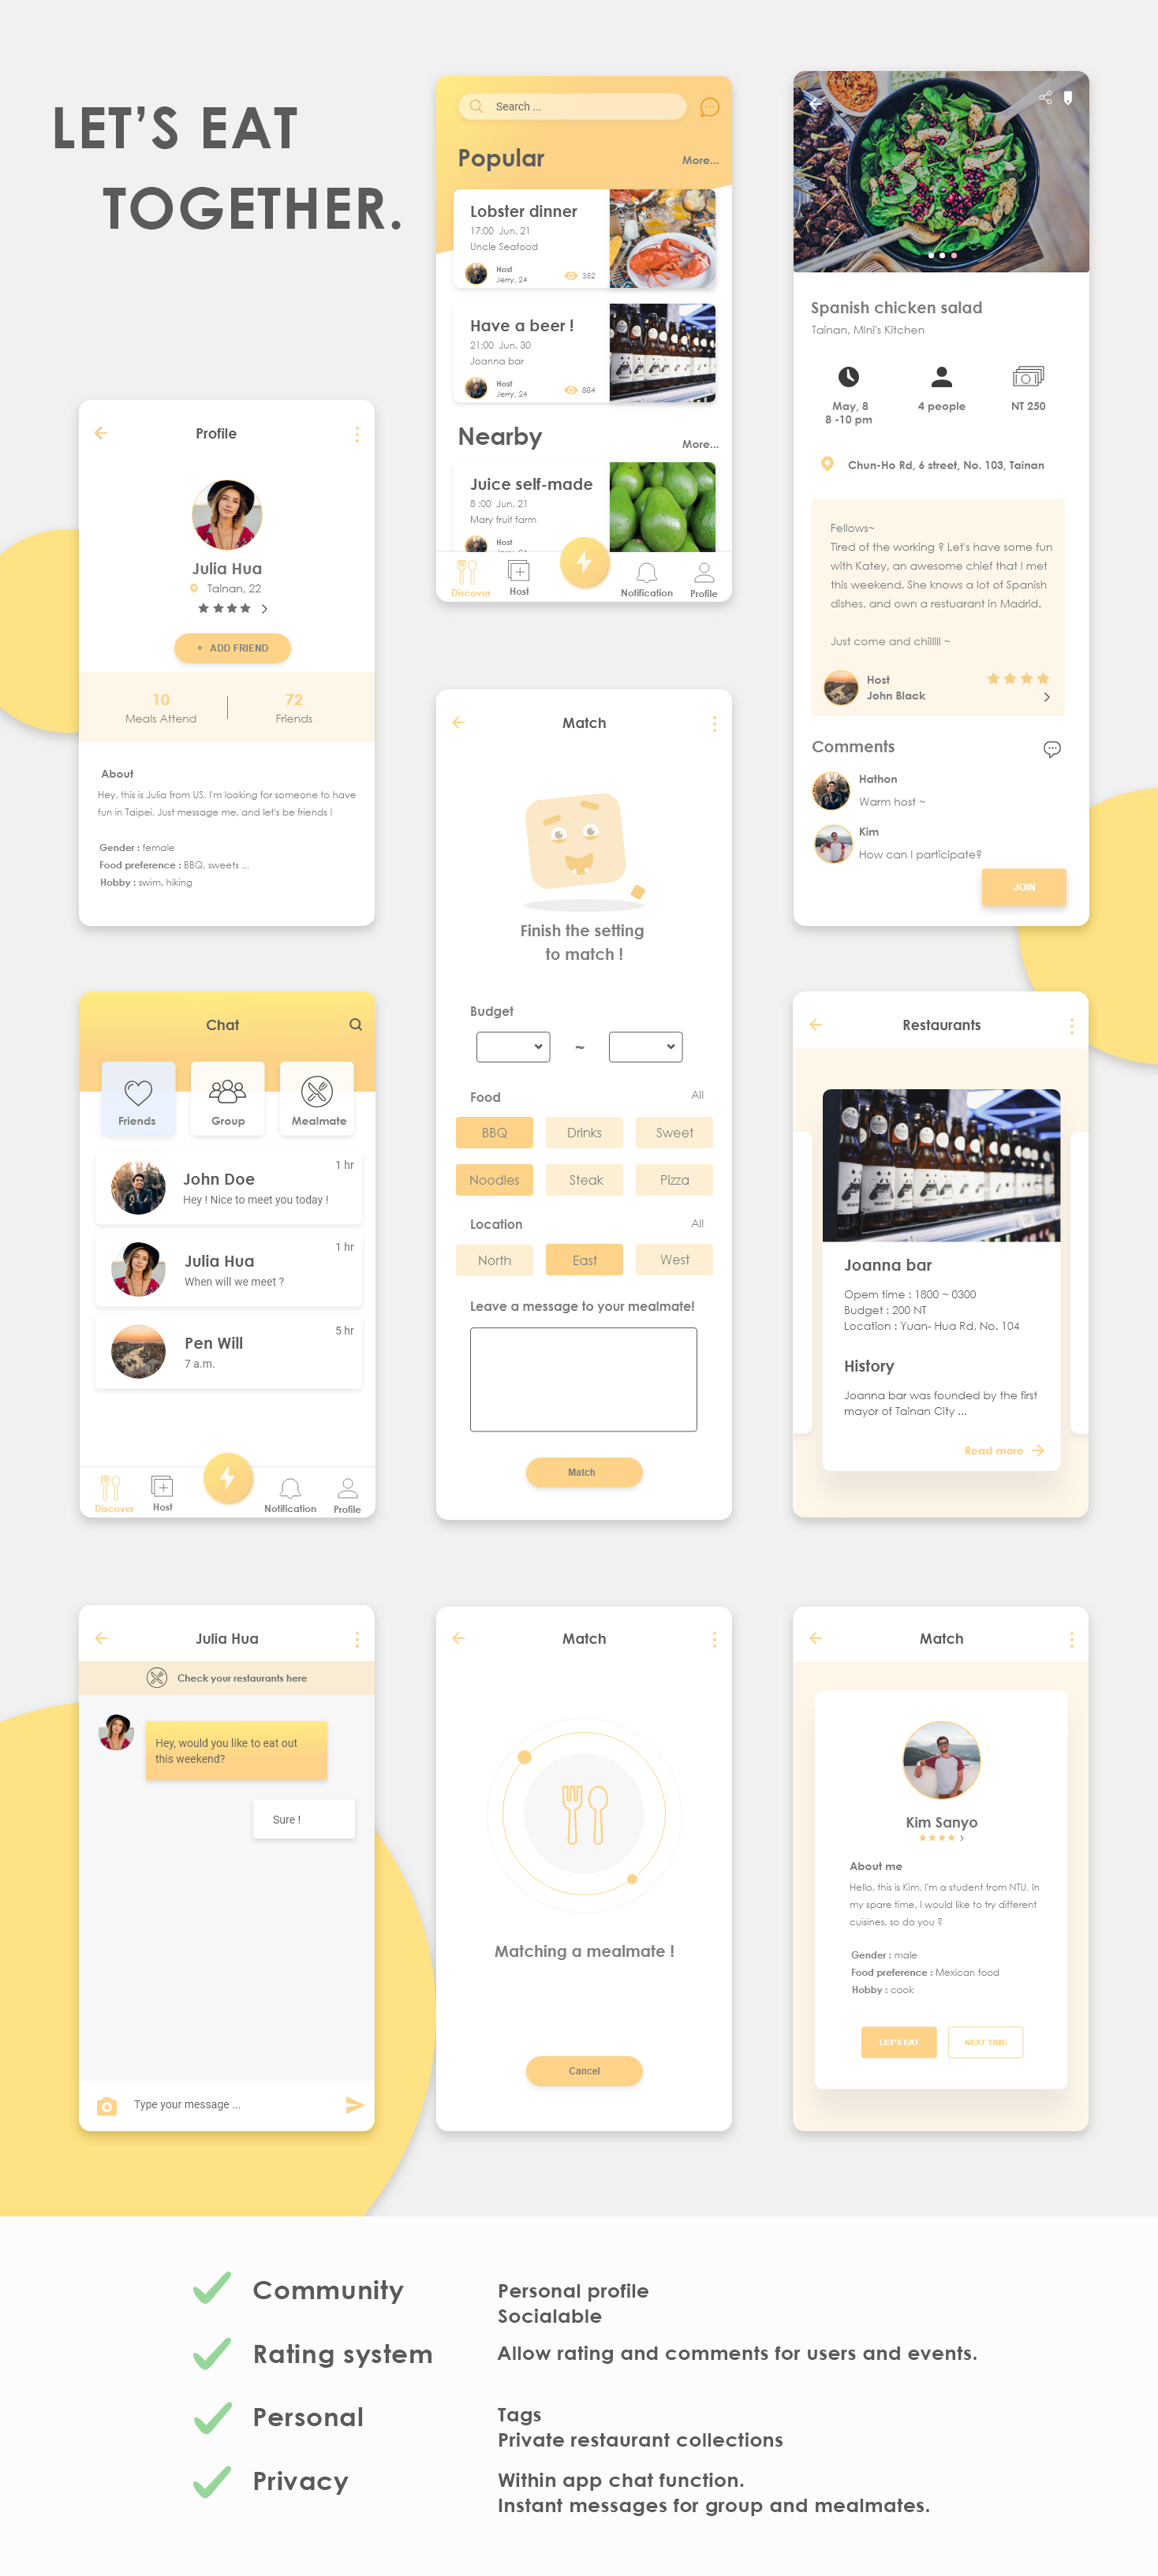 LET'S EAT
TOGETHER.
Search ...
Popular
More...
Lobster dinner
17:00 Jun, 21
Uncle Seafood
Host
Jerry, 24
352
Have a beer !
21:00 Jun, 30
Joanna bar
Host
Jerry, 24
884
Nearby
More...
Juice self-made
8 :00 Jun, 21
Mary fruit farm
Host
Discover
Host
Notification
Profile
Spanish chicken salad
Tainan, Mini's Kitchen
May, 8
8 -10 pm
4 people
NT 250
Chun-Ho Rd, 6 street, No. 103, Tainan
Fellows~
Tired of the working ? Let's have some fun
with Katey, an awesome chef that I met
this weekend. She knows a lot of Spanish
dishes, and own a restuarant in Madrid.
Just come and chilllll ~
Host
John Black
Comments
Hathon
Warm host ~
Kim
How can I participate?
JOIN
Profile
Julia Hua
Tainan, 22
+ ADD FRIEND
10
Meals Attend
72
Friends
About
Hey, this is Julia from US. I'm looking for someone to have
fun in Taipei. Just message me, and let's be friends !
Gender : female
Food preference : BBQ, sweets ...
Hobby : swim, hiking
Match
Finish the setting
to match !
Budget
~
Food
All
BBQ
Drinks
Sweet
Noodles
Steak
Pizza
Location
All
North
East
West
Leave a message to your mealmate!
Match
Chat
Friends
Group
Mealmate
John Doe
1 hr
Hey ! Nice to meet you today !
Julia Hua
1 hr
When will we meet ?
Pen Will
5 hr
7 a.m.
Discover
Host
Notification
Profile
Restaurants
Joanna bar
Opem time : 1800 ~ 0300
Budget : 200 NT
Location : Yuan- Hua Rd, No. 104
History
Joanna bar was founded by the first
mayor of Tainan City ...
Read more
Julia Hua
Check your restaurants here
Hey, would you like to eat out
this weekend?
Sure !
Type your message ...
Match
Matching a mealmate !
Cancel
Match
Kim Sanyo
About me
Hello, this is Kim. I'm a student from NTU. In
my spare time, I would like to try different
cuisines, so do you ?
Gender : male
Food preference : Mexican food
Hobby : cook
LET'S EAT
NEXT TIME
Community
Personal profile
Socialable
Rating system
Allow rating and comments for users and events.
Personal
Tags
Private restaurant collections
Privacy
Within app chat function.
Instant messages for group and mealmates.